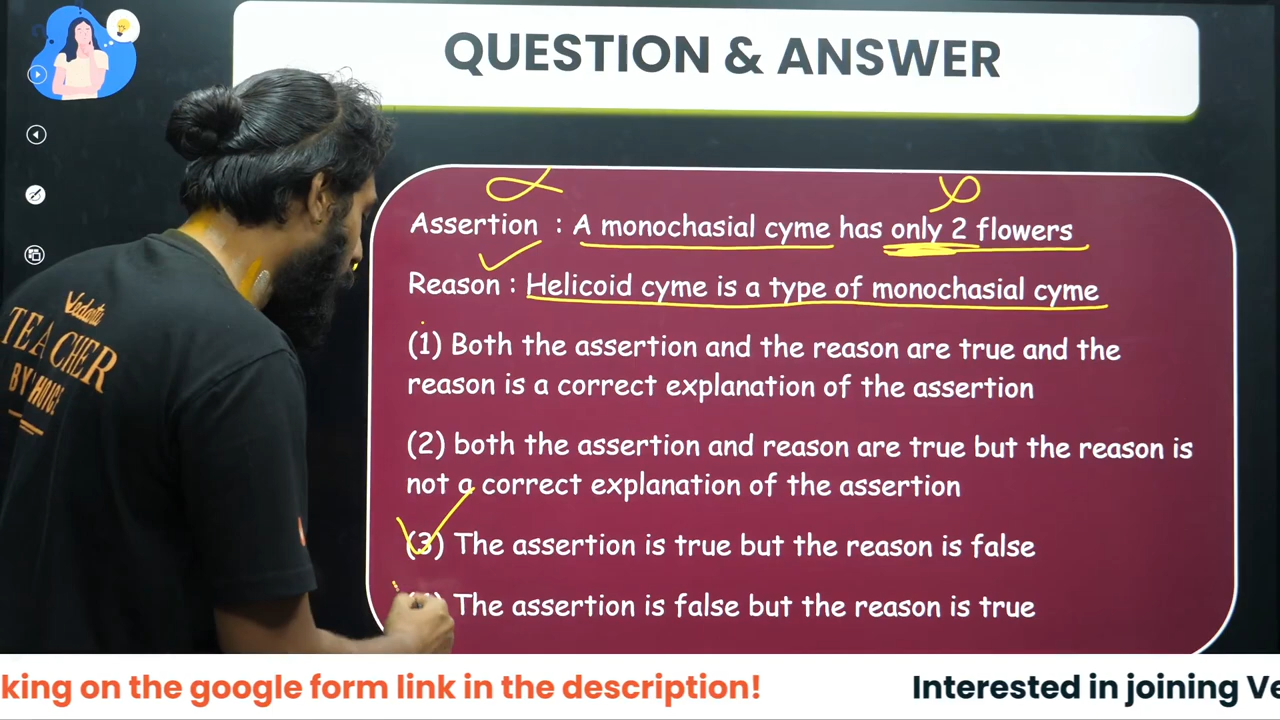 QUESTION & ANSWER
Assertion : A monochasial cyme has only 2 flowers
Reason : Helicoid cyme is a type of monochasial cyme
(1) Both the assertion and the reason are true and the
reason is a correct explanation of the assertion
(2) both the assertion and reason are true but the reason is
not a correct explanation of the assertion
(3) The assertion is true but the reason is false
The assertion is false but the reason is true
Vedantu
TEACHER
BY
king on the google form link in the description!
Interested in joining Ve